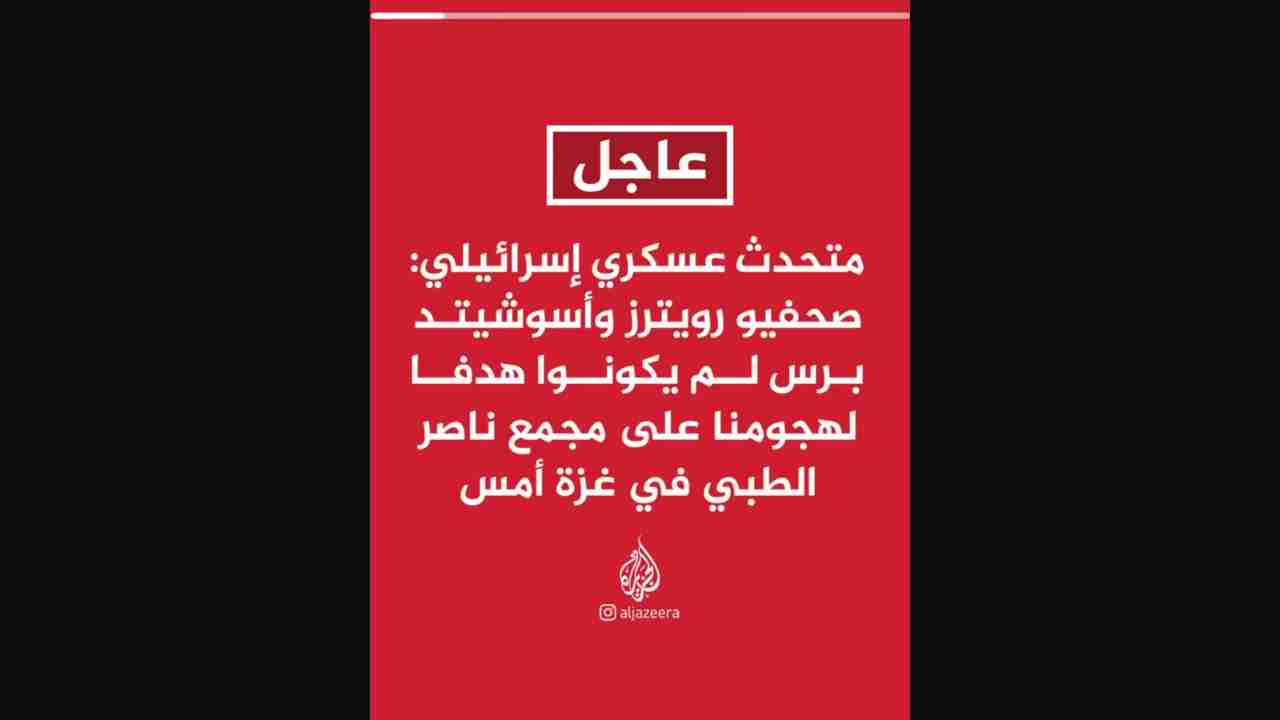 عاجل
متحدث عسكري إسرائيلي:
صحفيو رويترز وأسوشيتد
برس لم يكونوا هدفا
لهجومنا على مجمع ناصر
الطبي في غزة أمس
الجزيرة
aljazeera